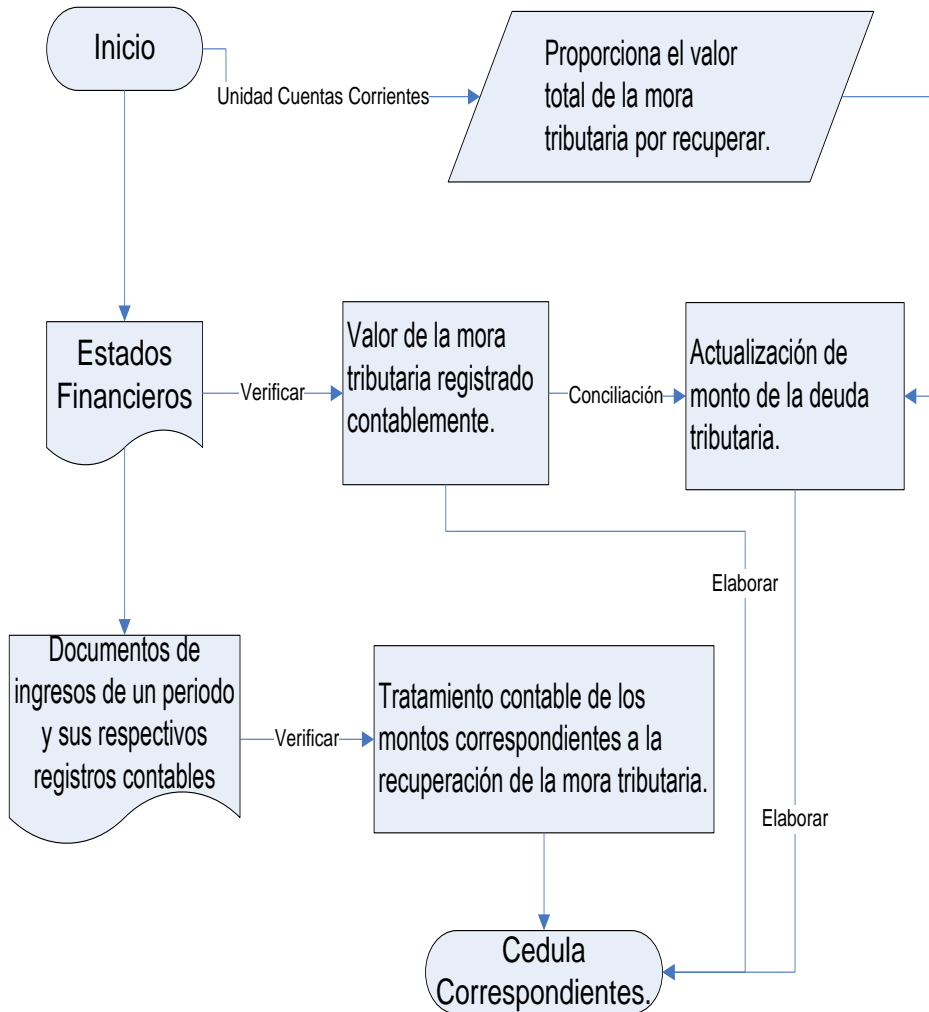 Inicio
Unidad Cuentas Corrientes
Proporciona el valor
total de la mora
tributaria por recuperar.
Estados
Financieros
Verificar
Valor de la mora
tributaria registrado
contablemente.
Conciliación
Actualización de
monto de la deuda
tributaria.
Elaborar
Documentos de
ingresos de un periodo
y sus respectivos
registros contables
Verificar
Tratamiento contable de los
montos correspondientes a la
recuperación de la mora tributaria.
Elaborar
Cedula
Correspondientes.